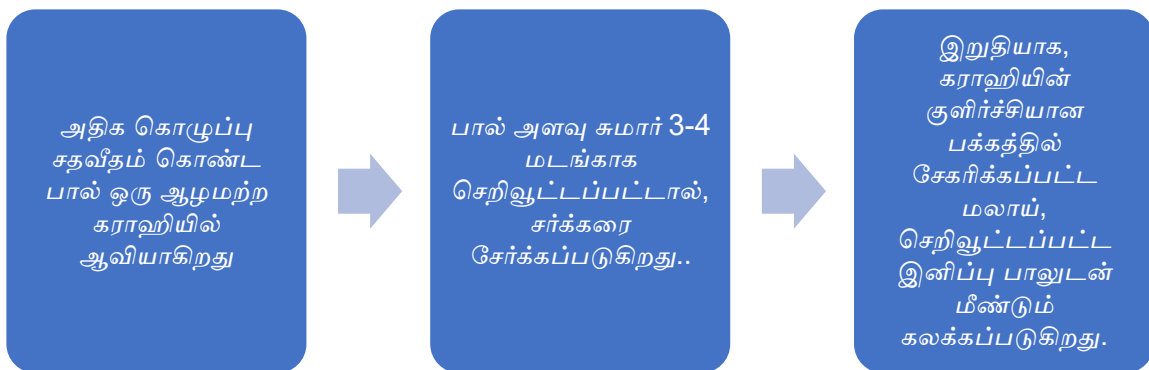 அதிக கொழுப்பு
சதவீதம் கொண்ட
பால் ஒரு ஆழமற்ற
கராஹியில்
ஆவியாகிறது
பால் அளவு சுமார் 3-4
மடங்காக
செறிவூட்டப்பட்டால்,
சர்க்கரை
சேர்க்கப்படுகிறது..
இறுதியாக,
கராஹியின்
குளிர்ச்சியான
பக்கத்தில்
சேகரிக்கப்பட்ட
மலாய்,
செறிவூட்டப்பட்ட
இனிப்பு பாலுடன்
மீண்டும்
கலக்கப்படுகிறது.